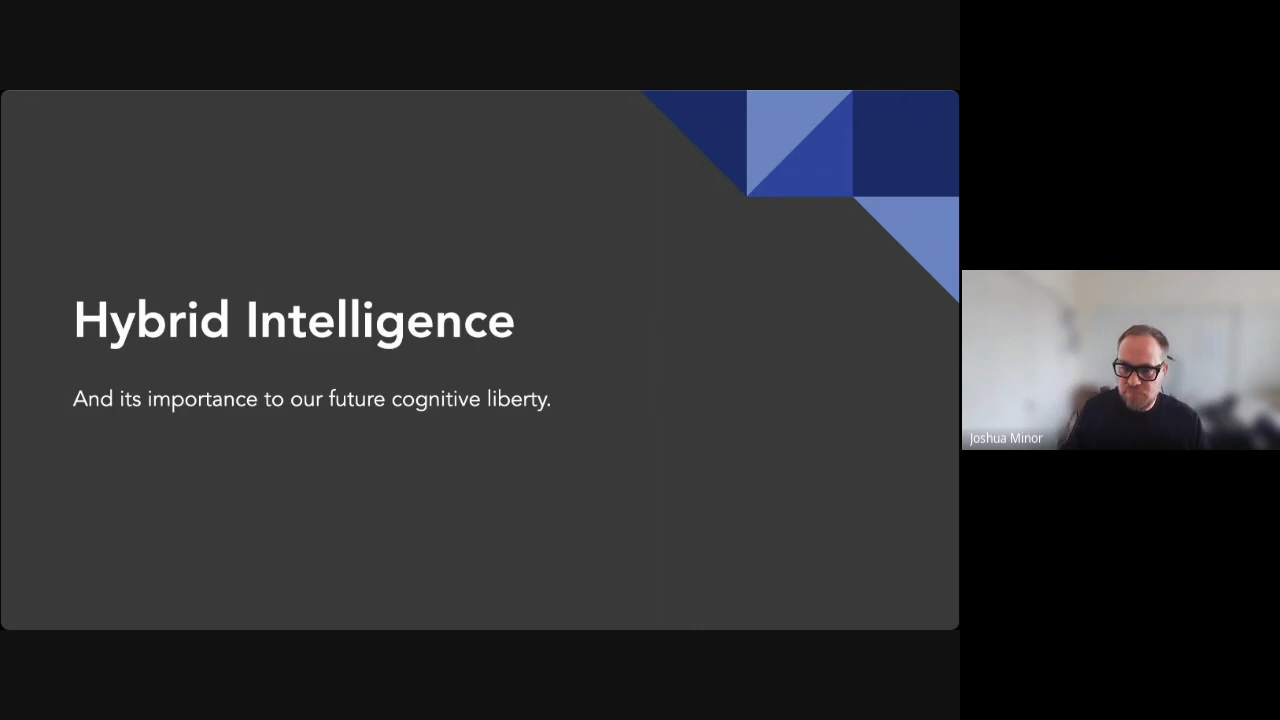 Hybrid Intelligence
And its importance to our future cognitive liberty.
Joshua Minor